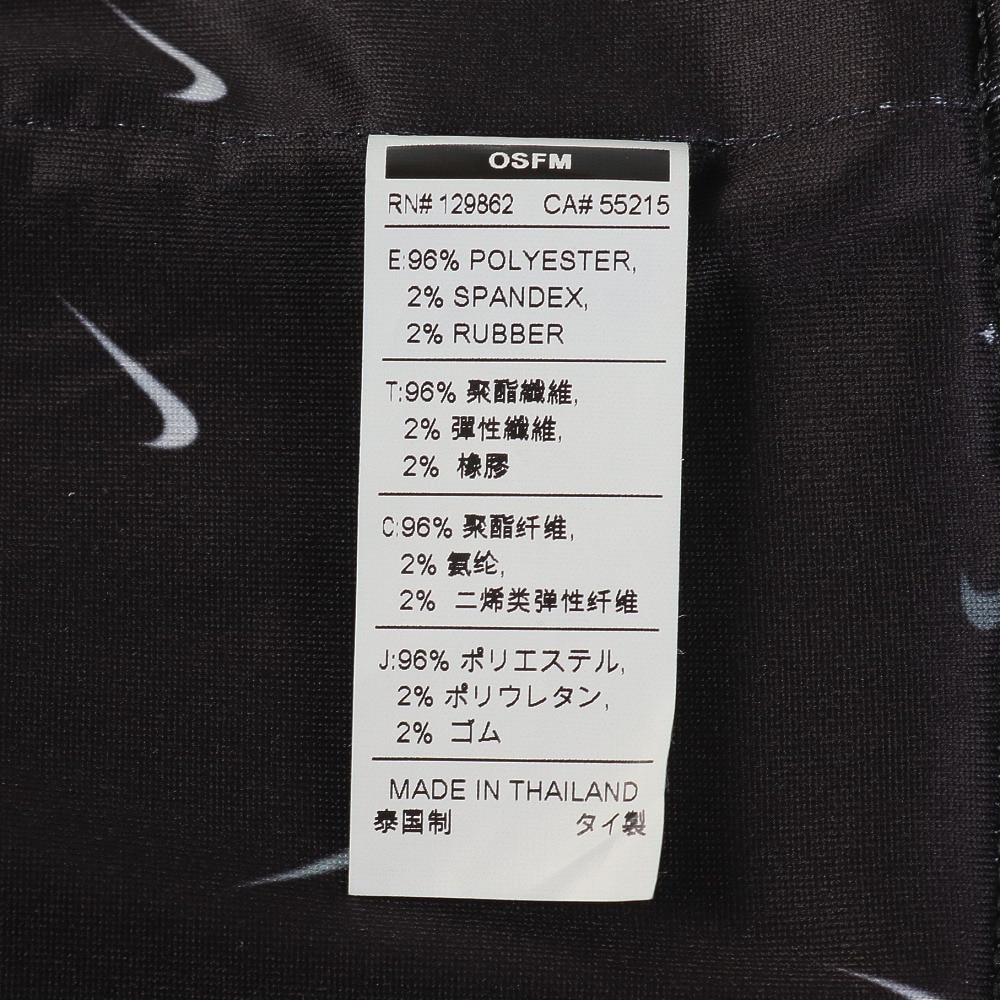 OSFM
RN# 129862 CA# 55215
E:96% POLYESTER,
2% SPANDEX,
2% RUBBER
T:96% 聚酯纖維,
2% 彈性纖維,
2% 橡膠
C:96% 聚酯纤维,
2% 氨纶,
2% 二烯类弹性纤维
J:96% ポリエステル,
2% ポリウレタン,
2% ゴム
MADE IN THAILAND
泰国制 タイ製